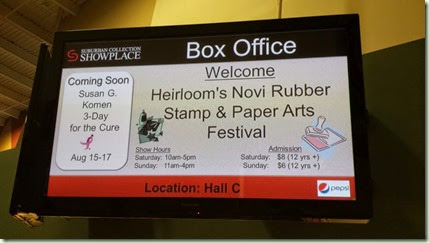 SUBURBAN COLLECTION
SHOWPLACE
Box Office
Coming Soon
Susan G.
Komen
3-Day
for the Cure
Aug 15-17
Welcome
Heirloom's Novi Rubber
Stamp & Paper Arts
Festival
Show Hours
Saturday: 10am-5pm
Sunday: 11am-4pm
Admission
Saturday: $8 (12 yrs +)
Sunday: $6 (12 yrs +)
Location: Hall C
pepsi